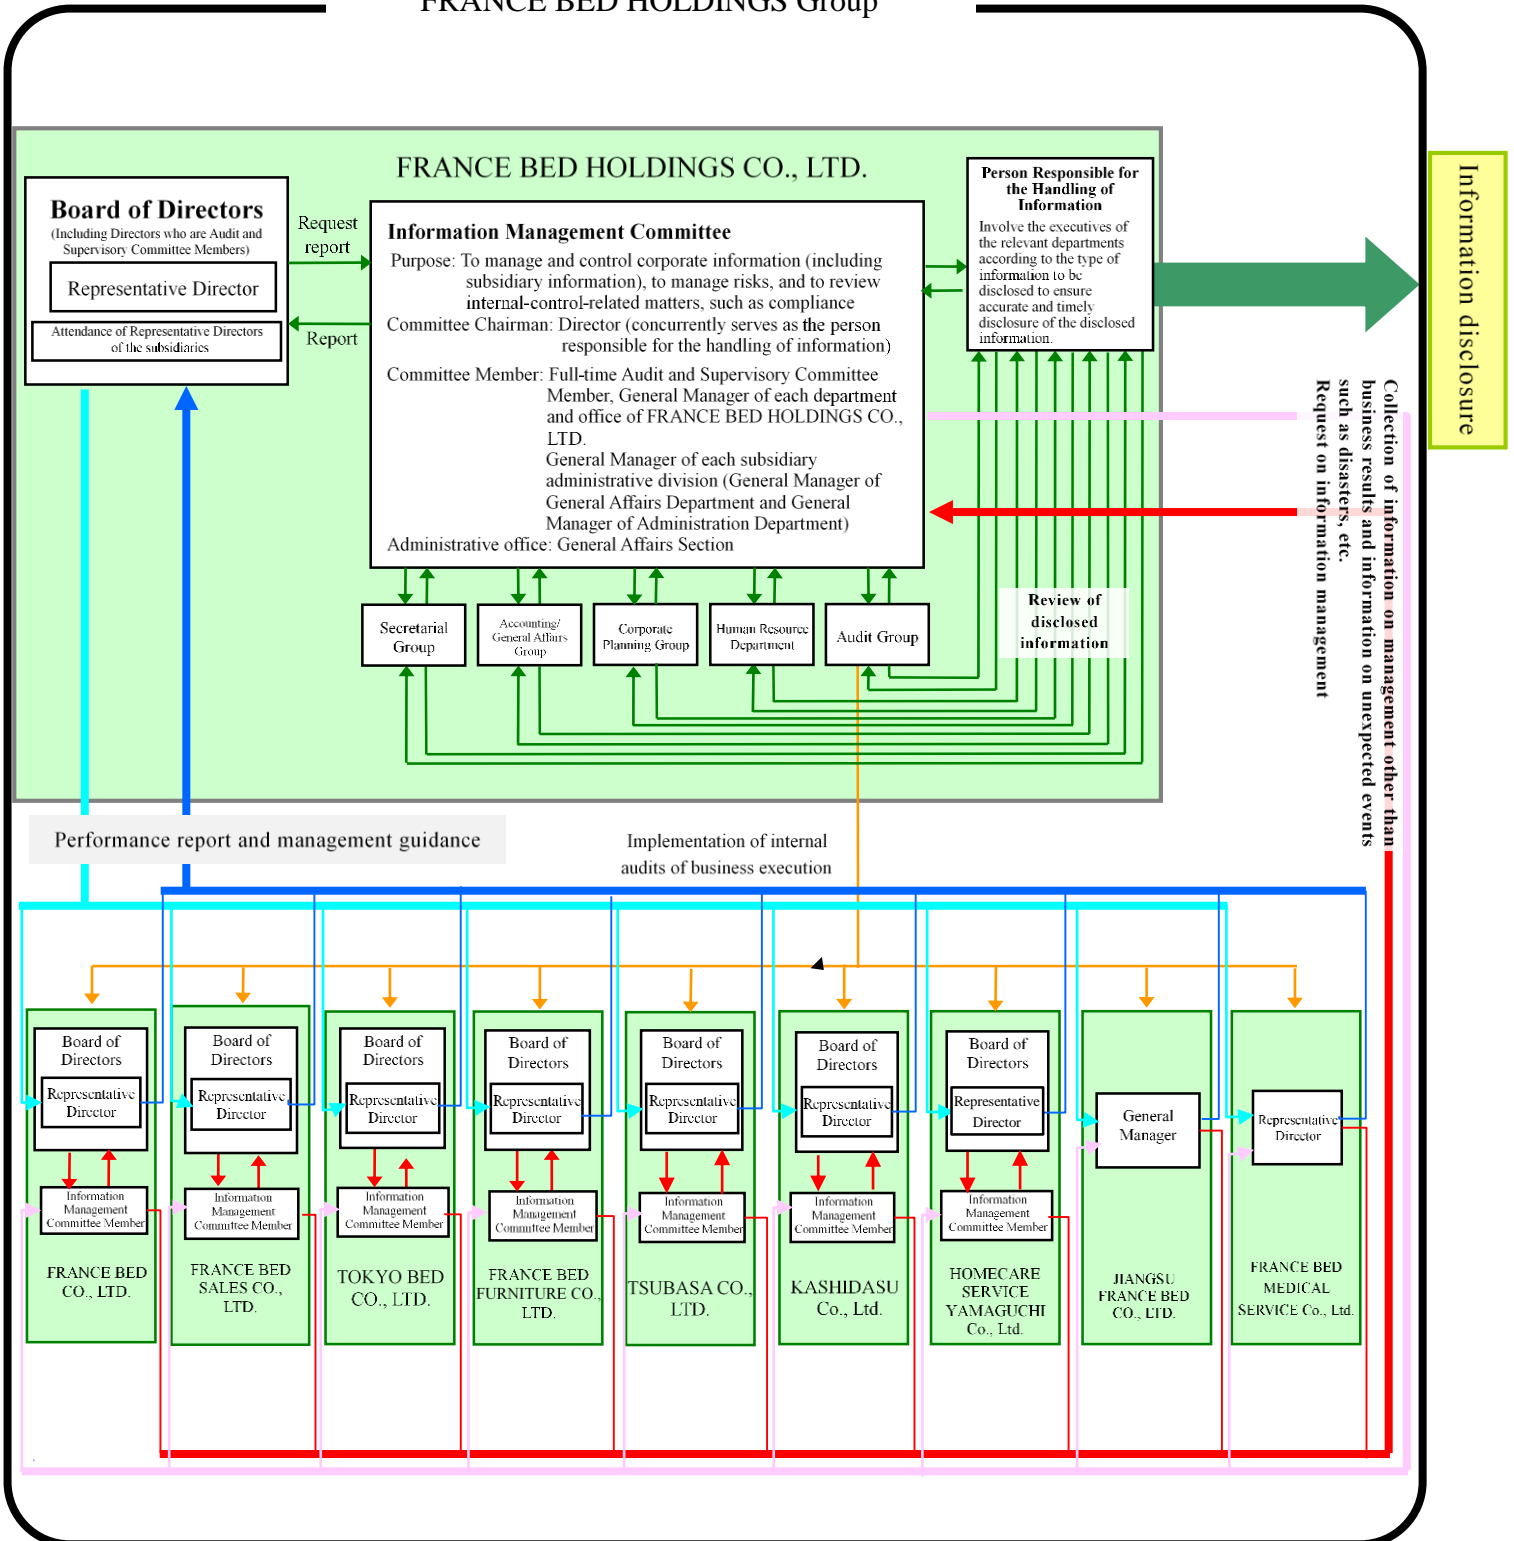 FRANCE BED HOLDINGS Group
FRANCE BED HOLDINGS CO., LTD.
Board of Directors
(Including Directors who are Audit and
Supervisory Committee Members)
Representative Director
Attendance of Representative Directors
of the subsidiaries
Request
report
Report
Information Management Committee
Purpose: To manage and control corporate information (including
subsidiary information), to manage risks, and to review
internal-control-related matters, such as compliance
Committee Chairman: Director (concurrently serves as the person
responsible for the handling of information)
Committee Member: Full-time Audit and Supervisory Committee
Member, General Manager of each department
and office of FRANCE BED HOLDINGS CO.,
LTD.
General Manager of each subsidiary
administrative division (General Manager of
General Affairs Department and General
Manager of Administration Department)
Administrative office: General Affairs Section
Person Responsible for
the Handling of
Information
Involve the executives of
the relevant departments
according to the type of
information to be
disclosed to ensure
accurate and timely
disclosure of the disclosed
information.
Information disclosure
Collection of information on management other than
business results and information on unexpected events
such as disasters, etc.
Request on information management
Secretarial
Group
Accounting/
General Affairs
Group
Corporate
Planning Group
Human Resource
Department
Audit Group
Review of
disclosed
information
Performance report and management guidance
Implementation of internal
audits of business execution
Board of
Directors
Representative
Director
Information
Management
Committee Member
FRANCE BED
CO., LTD.
Board of
Directors
Representative
Director
Information
Management
Committee Member
FRANCE BED
SALES CO.,
LTD.
Board of
Directors
Representative
Director
Information
Management
Committee Member
TOKYO BED
CO., LTD.
Board of
Directors
Representative
Director
Information
Management
Committee Member
FRANCE BED
FURNITURE CO.,
LTD.
Board of
Directors
Representative
Director
Information
Management
Committee Member
TSUBASA CO.,
LTD.
Board of
Directors
Representative
Director
Information
Management
Committee Member
KASHIDASU
Co., Ltd.
Board of
Directors
Representative
Director
Information
Management
Committee Member
HOMECARE
SERVICE
YAMAGUCHI
Co., Ltd.
General
Manager
JIANGSU
FRANCE BED
CO., LTD.
Representative
Director
FRANCE BED
MEDICAL
SERVICE Co., Ltd.